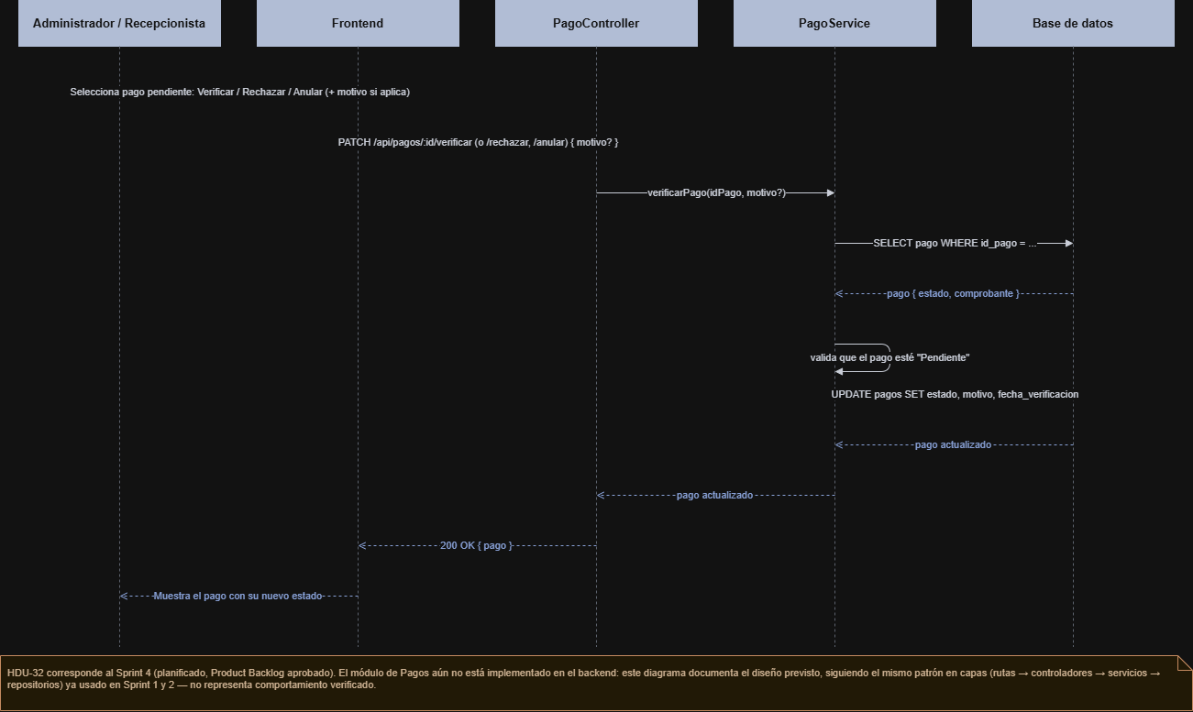 Administrador / Recepcionista
Frontend
PagoController
PagoService
Base de datos
Selecciona pago pendiente: Verificar / Rechazar / Anular (+ motivo si aplica)
PATCH /api/pagos/:id/verificar (o /rechazar, /anular) { motivo? }
verificarPago(idPago, motivo?)
SELECT pago WHERE id_pago = ...
pago { estado, comprobante }
valida que el pago esté "Pendiente"
UPDATE pagos SET estado, motivo, fecha_verificacion
pago actualizado
pago actualizado
200 OK { pago }
Muestra el pago con su nuevo estado
HDU-32 corresponde al Sprint 4 (planificado, Product Backlog aprobado). El módulo de Pagos aún no está implementado en el backend: este diagrama documenta el diseño previsto, siguiendo el mismo patrón en capas (rutas → controladores → servicios →
repositorios) ya usado en Sprint 1 y 2 — no representa comportamiento verificado.